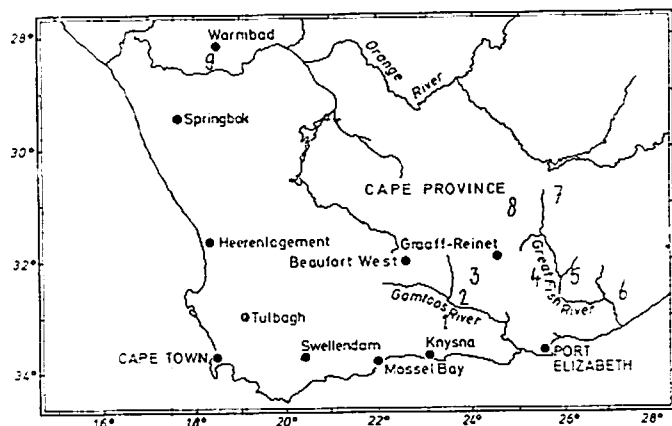 28°
Warmbad
9
Orange
River
Springbok
30°
CAPE PROVINCE
7
8
Heerenlogement
Graaff-Reinet
Beaufort West
32°
Great Fish
River
4
5
6
3
2
Gamtoos River
1
Tulbagh
Swellendam
Knysna
CAPE TOWN
Mossel Bay
PORT
ELIZABETH
34°
16°
18°
20°
22°
24°
26°
28°